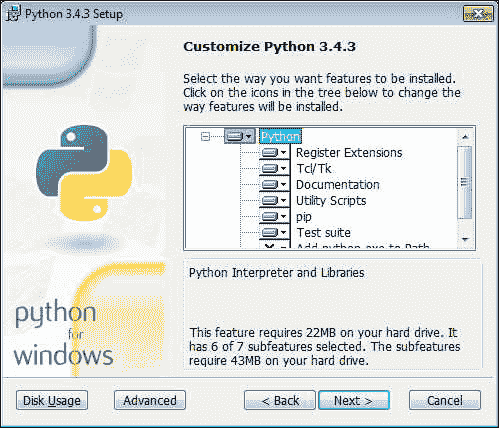 Python 3.4.3 Setup
Customize Python 3.4.3
Select the way you want features to be installed.
Click on the icons in the tree below to change the
way features will be installed.
Python
Register Extensions
Tcl/Tk
Documentation
Utility Scripts
pip
Test suite
Add python.exe to Path
Python Interpreter and Libraries
This feature requires 22MB on your hard drive. It
has 6 of 7 subfeatures selected. The subfeatures
require 43MB on your hard drive.
python
for
windows
Disk Usage
Advanced
< Back
Next >
Cancel